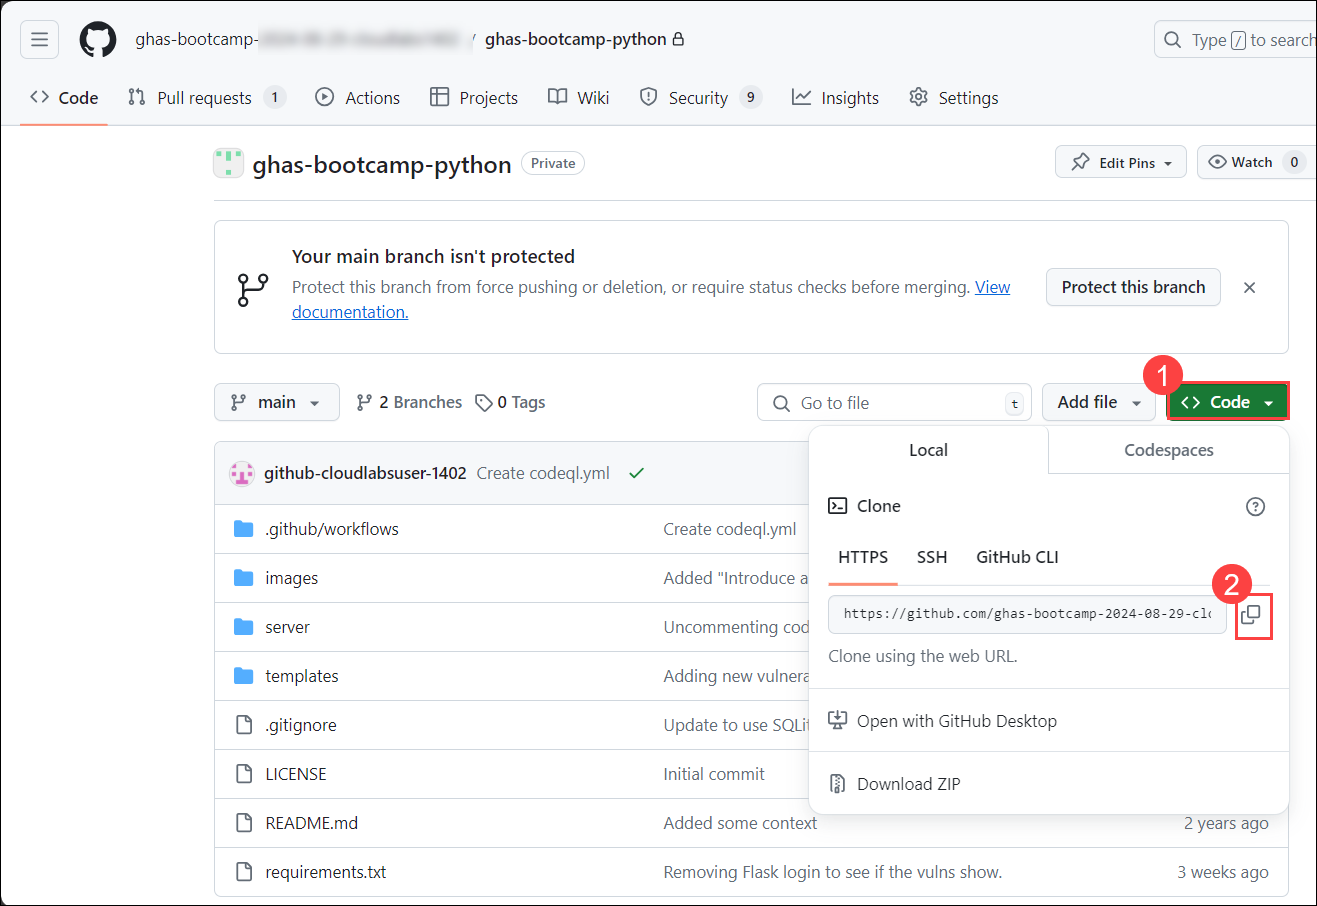 ghas-bootcamp- / ghas-bootcamp-python
Type / to search
Code Pull requests 1 Actions Projects Wiki Security 9 Insights Settings
ghas-bootcamp-python Private
Edit Pins Watch 0
Your main branch isn't protected
Protect this branch from force pushing or deletion, or require status checks before merging. View
documentation.
Protect this branch
1
main 2 Branches 0 Tags Go to file t Add file Code
Local Codespaces
github-cloudlabsuser-1402 Create codeql.yml
Clone
.github/workflows Create codeql.yml
HTTPS SSH GitHub CLI
images Added "Introduce a
2
https://github.com/ghas-bootcamp-2024-08-29-clo
server Uncommenting cod
Clone using the web URL.
templates Adding new vulnera
.gitignore Update to use SQLit
Open with GitHub Desktop
LICENSE Initial commit
Download ZIP
README.md Added some context 2 years ago
requirements.txt Removing Flask login to see if the vulns show. 3 weeks ago